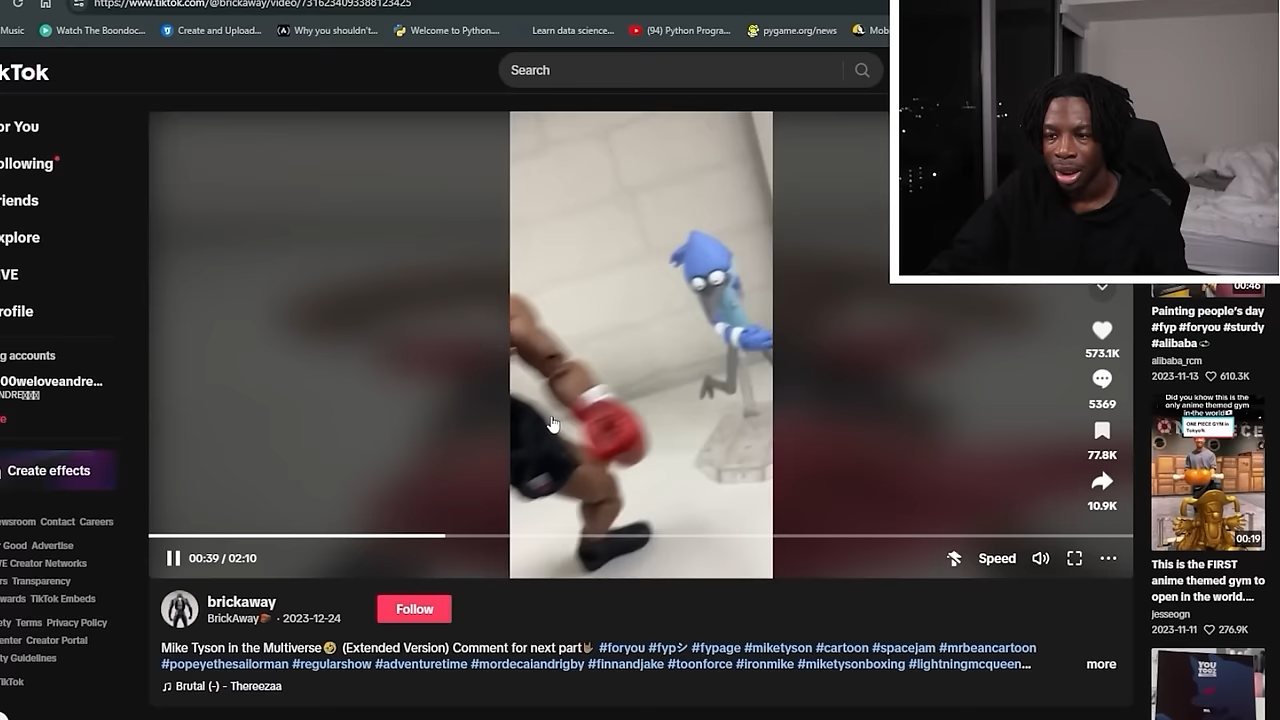 https://www.tiktok.com/@brickaway/video/7316234093388123425
Music
Watch The Boondoc...
Create and Upload...
Why you shouldn't...
Welcome to Python....
Learn data science...
(94) Python Progra...
pygame.org/news
Mob
kTok
Search
or You
ollowing
riends
xplore
IVE
rofile
g accounts
00weloveandre...
Create effects
ewsroom Contact Careers
r Good Advertise
VE Creator Networks
rs Transparency
wards TikTok Embeds
ety Terms Privacy Policy
enter Creator Portal
ty Guidelines
ikTok
573.1K
5369
77.8K
10.9K
00:39 / 02:10
Speed
brickaway
BrickAway · 2023-12-24
Follow
Mike Tyson in the Multiverse🤣 (Extended Version) Comment for next part🤟🏽 #foryou #fypシ #fypage #miketyson #cartoon #spacejam #mrbeancartoon
#popeyethesailorman #regularshow #adventuretime #mordecaiandrigby #finnandjake #toonforce #ironmike #miketysonboxing #lightningmcqueen...
more
♫ Brutal (-) - Thereezaa
00:46
Painting people's day
#fyp #foryou #sturdy
#alibaba
alibaba_rcm
2023-11-13 610.3K
Did you know this is the
only anime themed gym
in the world
ONE PIECE GYM in
00:19
This is the FIRST
anime themed gym to
open in the world....
jesseogn
2023-11-11 276.9K
YOU
TOOZ